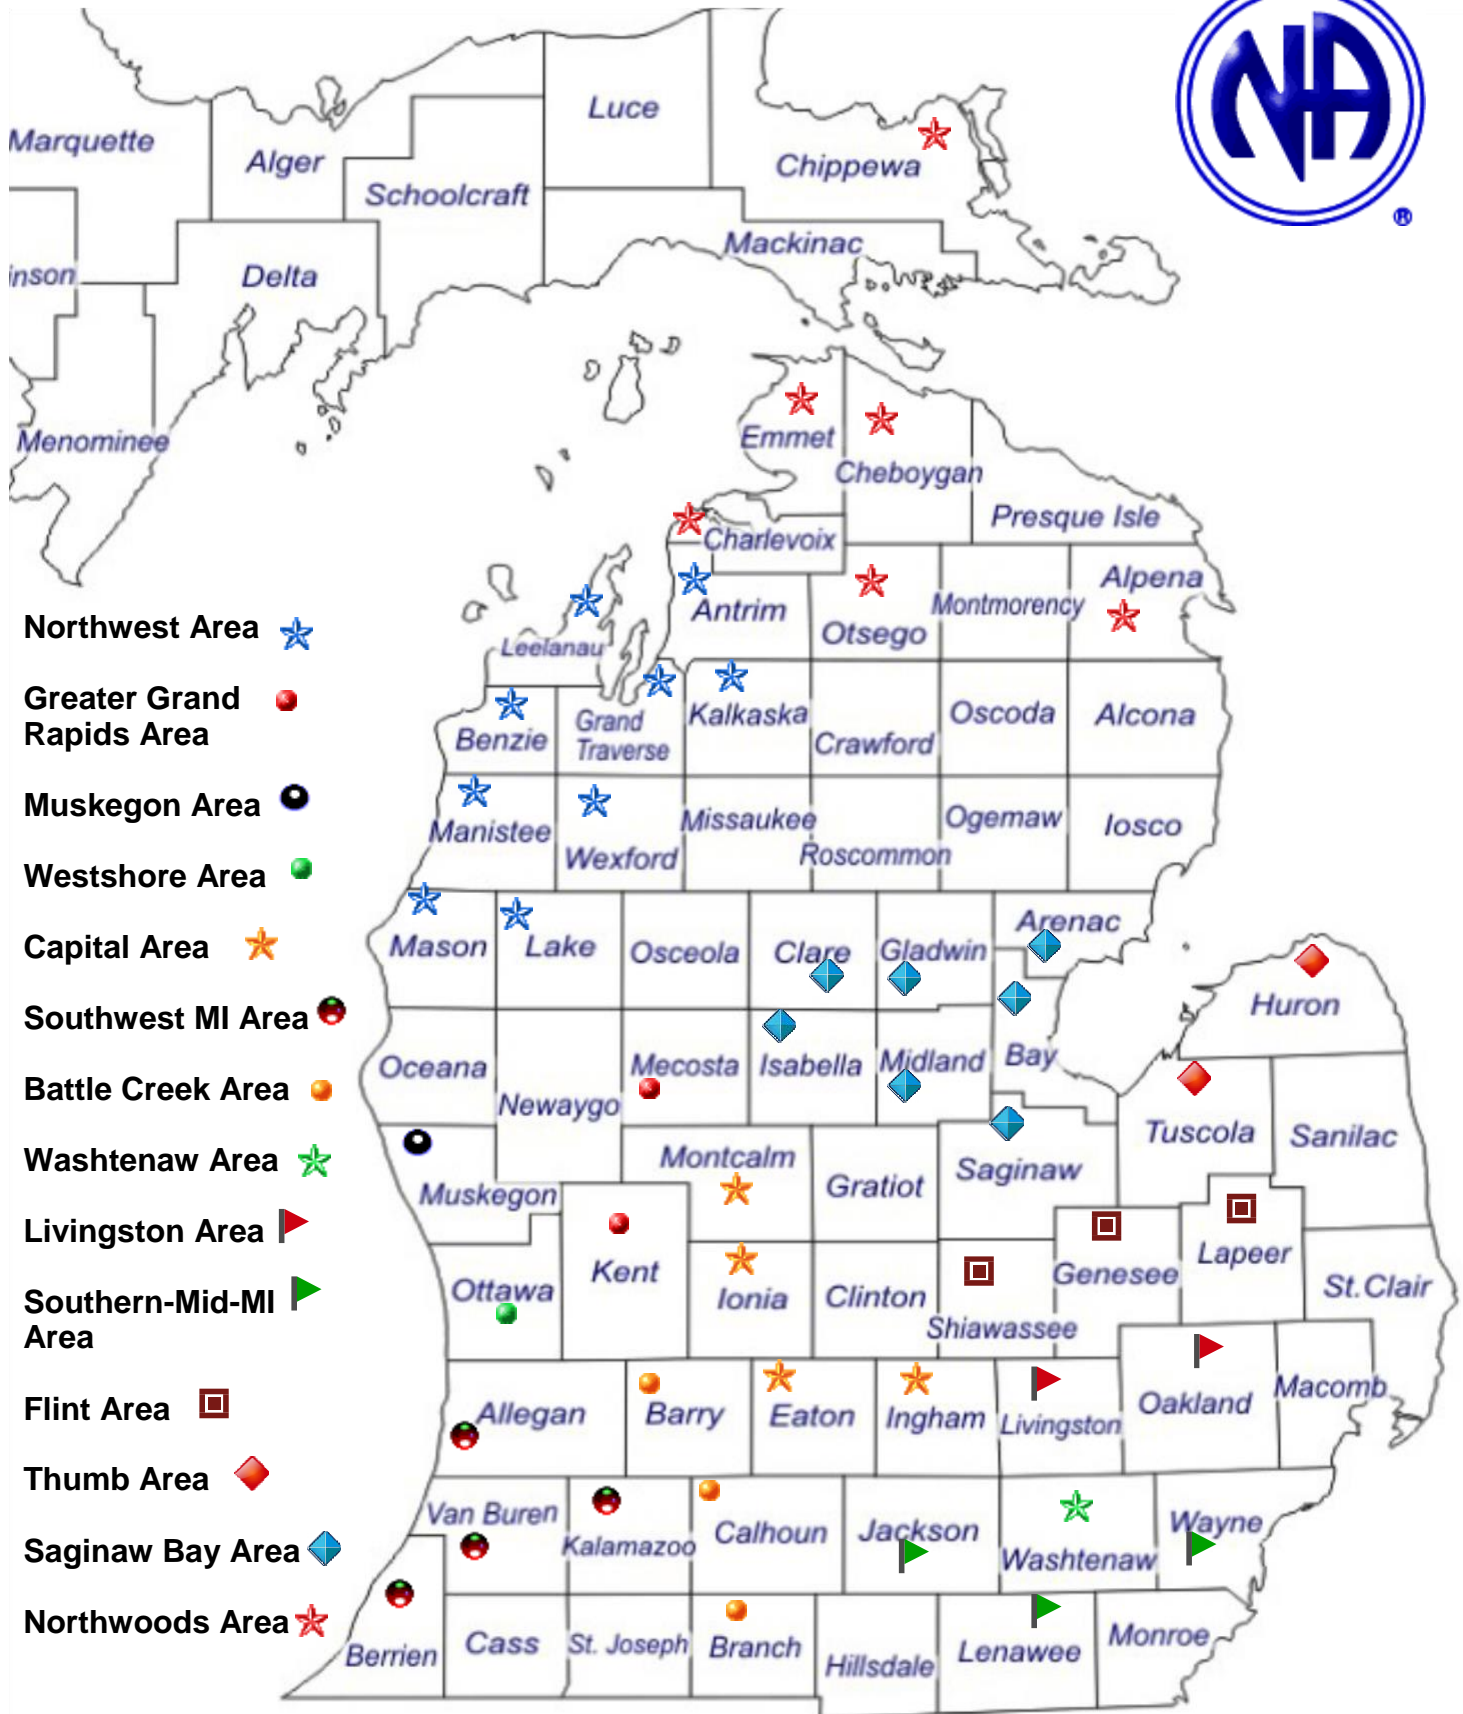 NA
®
Luce
Marquette
Alger
Chippewa
Schoolcraft
Mackinac
inson
Delta
Menominee
Emmet
Cheboygan
Presque Isle
Charlevoix
Alpena
Antrim
Montmorency
Otsego
Leelanau
Grand
Traverse
Kalkaska
Oscoda
Alcona
Benzie
Crawford
Manistee
Missaukee
Ogemaw
Iosco
Wexford
Roscommon
Arenac
Mason
Lake
Osceola
Clare
Gladwin
Huron
Oceana
Mecosta
Isabella
Midland
Bay
Newaygo
Tuscola
Sanilac
Montcalm
Saginaw
Gratiot
Muskegon
Lapeer
Kent
Genesee
Ottawa
Ionia
Clinton
St.Clair
Shiawassee
Allegan
Barry
Eaton
Ingham
Livingston
Oakland
Macomb
Van Buren
Kalamazoo
Calhoun
Jackson
Washtenaw
Wayne
Berrien
Cass
St. Joseph
Branch
Hillsdale
Lenawee
Monroe
Northwest Area
Greater Grand
Rapids Area
Muskegon Area
Westshore Area
Capital Area
Southwest MI Area
Battle Creek Area
Washtenaw Area
Livingston Area
Southern-Mid-MI
Area
Flint Area
Thumb Area
Saginaw Bay Area
Northwoods Area